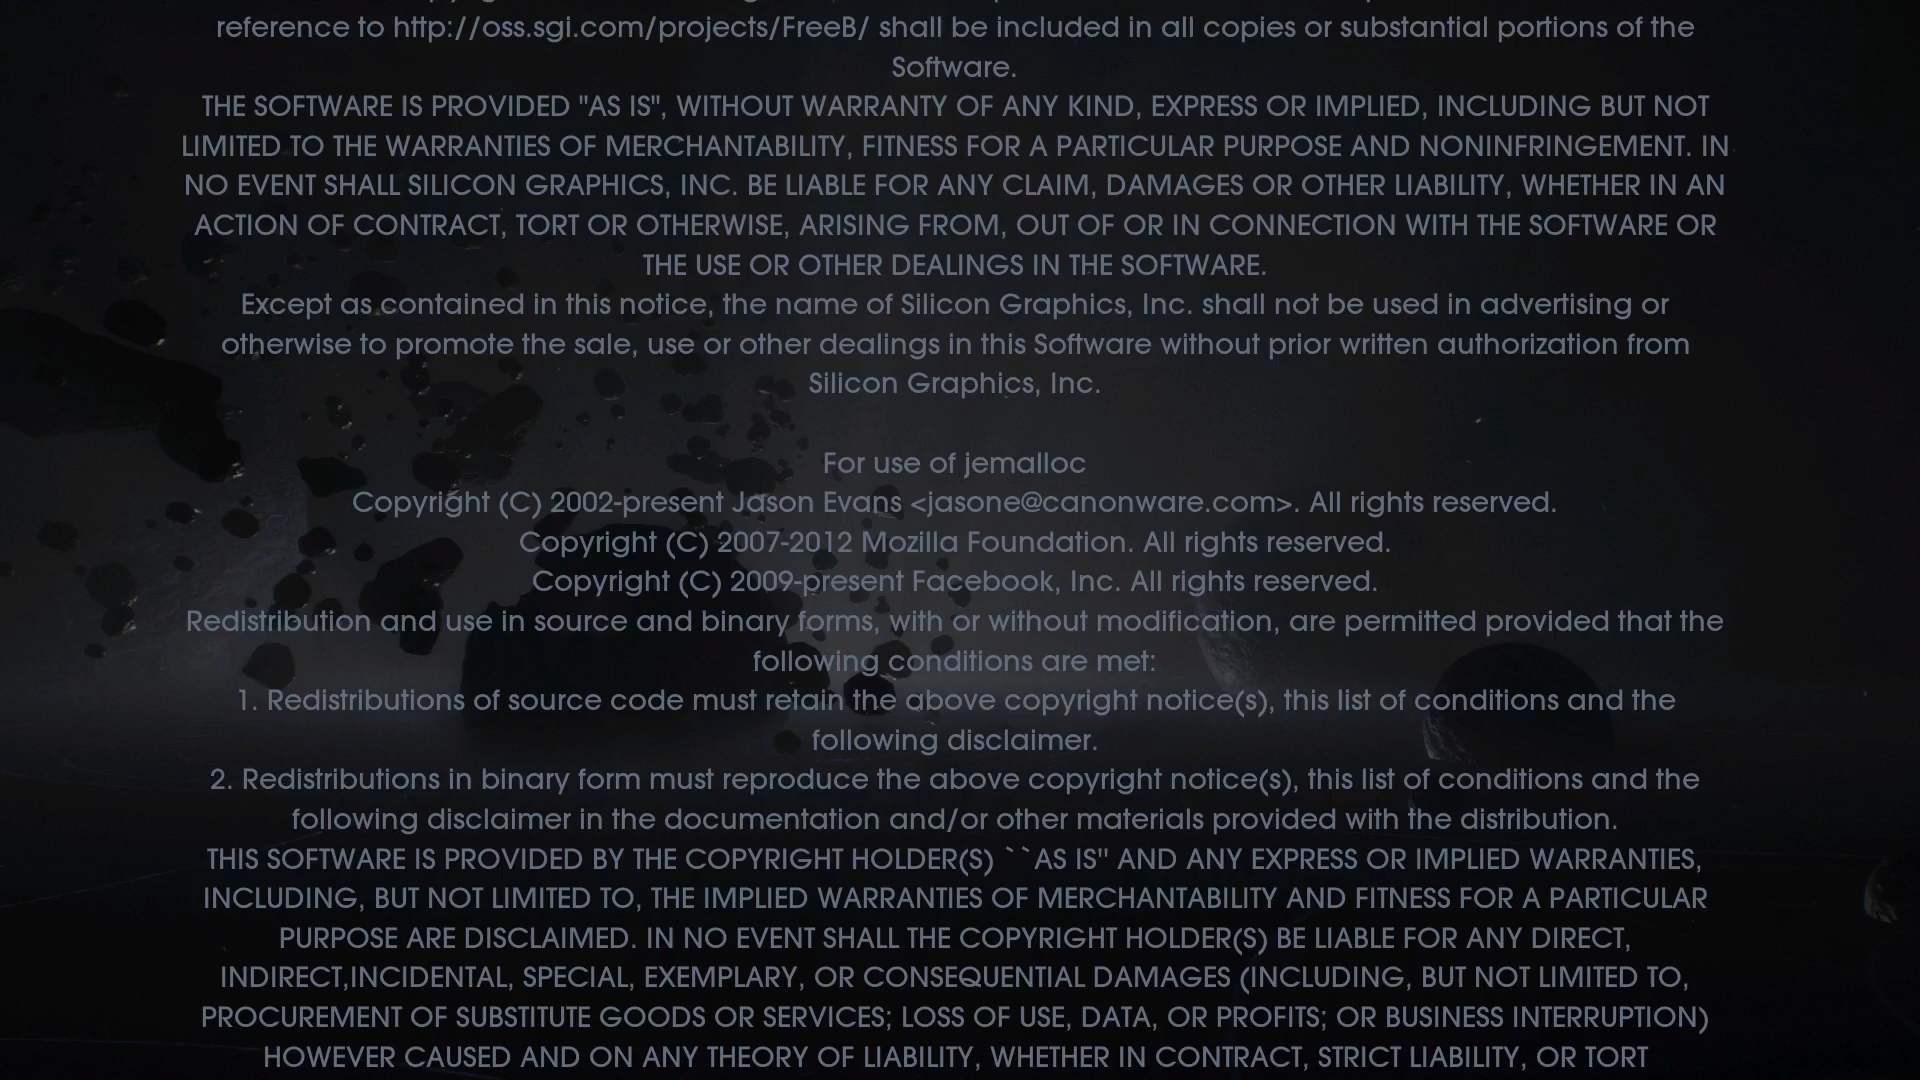 reference to http://oss.sgi.com/projects/FreeB/ shall be included in all copies or substantial portions of the
Software.
THE SOFTWARE IS PROVIDED "AS IS", WITHOUT WARRANTY OF ANY KIND, EXPRESS OR IMPLIED, INCLUDING BUT NOT
LIMITED TO THE WARRANTIES OF MERCHANTABILITY, FITNESS FOR A PARTICULAR PURPOSE AND NONINFRINGEMENT. IN
NO EVENT SHALL SILICON GRAPHICS, INC. BE LIABLE FOR ANY CLAIM, DAMAGES OR OTHER LIABILITY, WHETHER IN AN
ACTION OF CONTRACT, TORT OR OTHERWISE, ARISING FROM, OUT OF OR IN CONNECTION WITH THE SOFTWARE OR
THE USE OR OTHER DEALINGS IN THE SOFTWARE.
Except as contained in this notice, the name of Silicon Graphics, Inc. shall not be used in advertising or
otherwise to promote the sale, use or other dealings in this Software without prior written authorization from
Silicon Graphics, Inc.
For use of jemalloc
Copyright (C) 2002-present Jason Evans <jasone@canonware.com>. All rights reserved.
Copyright (C) 2007-2012 Mozilla Foundation. All rights reserved.
Copyright (C) 2009-present Facebook, Inc. All rights reserved.
Redistribution and use in source and binary forms, with or without modification, are permitted provided that the
following conditions are met:
1. Redistributions of source code must retain the above copyright notice(s), this list of conditions and the
following disclaimer.
2. Redistributions in binary form must reproduce the above copyright notice(s), this list of conditions and the
following disclaimer in the documentation and/or other materials provided with the distribution.
THIS SOFTWARE IS PROVIDED BY THE COPYRIGHT HOLDER(S) ``AS IS'' AND ANY EXPRESS OR IMPLIED WARRANTIES,
INCLUDING, BUT NOT LIMITED TO, THE IMPLIED WARRANTIES OF MERCHANTABILITY AND FITNESS FOR A PARTICULAR
PURPOSE ARE DISCLAIMED. IN NO EVENT SHALL THE COPYRIGHT HOLDER(S) BE LIABLE FOR ANY DIRECT,
INDIRECT,INCIDENTAL, SPECIAL, EXEMPLARY, OR CONSEQUENTIAL DAMAGES (INCLUDING, BUT NOT LIMITED TO,
PROCUREMENT OF SUBSTITUTE GOODS OR SERVICES; LOSS OF USE, DATA, OR PROFITS; OR BUSINESS INTERRUPTION)
HOWEVER CAUSED AND ON ANY THEORY OF LIABILITY, WHETHER IN CONTRACT, STRICT LIABILITY, OR TORT